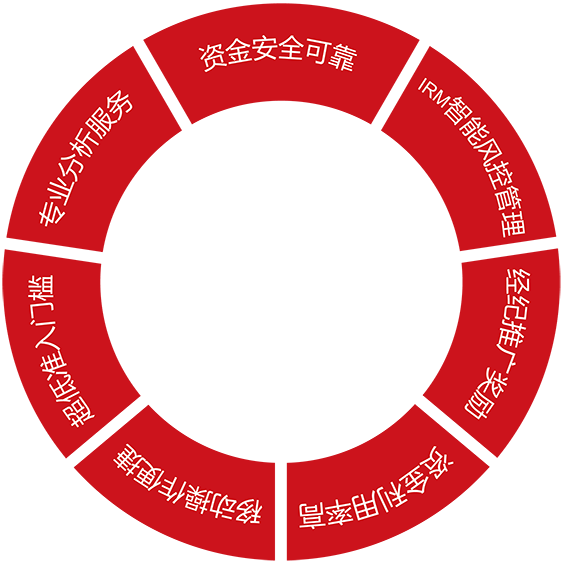 资金安全可靠
IRM智能风控管理
经纪推广奖励
资金利用率高
移动操作便捷
超低准入门槛
专业分析服务